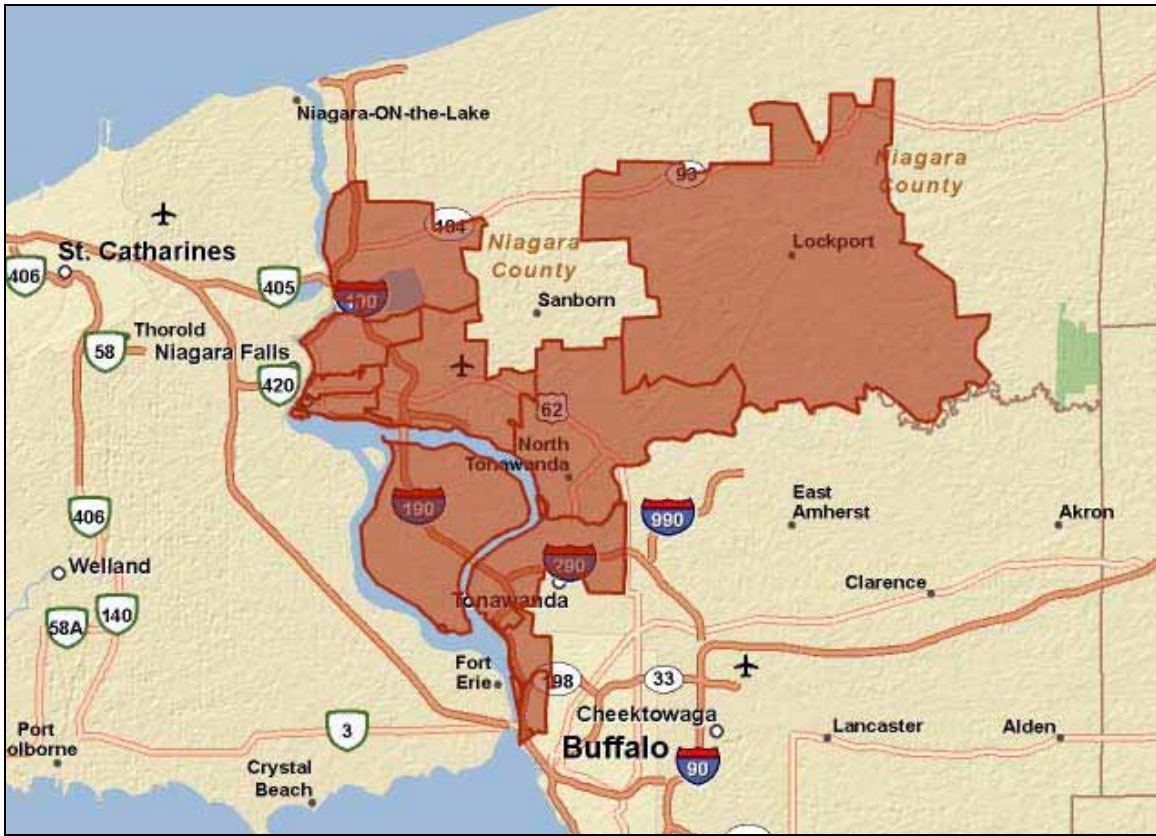 Niagara-ON-the-Lake
Niagara
County
93
104
Niagara
County
Lockport
St. Catharines
406
405
190
Sanborn
Thorold
58
Niagara Falls
420
62
North
Tonawanda
190
990
East
Amherst
Akron
406
290
Welland
Tonawanda
Clarence
58A
140
Fort
Erie
198
33
3
Cheektowaga
Port
olborne
Buffalo
Lancaster
Alden
90
Crystal
Beach